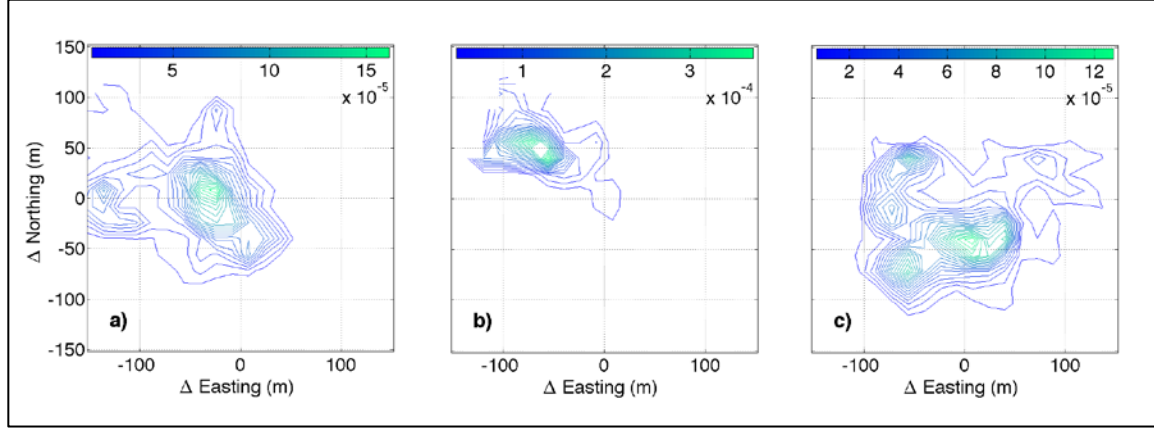 150
100
50
0
-50
-100
-150
Δ Northing (m)
5 10 15
x 10⁻⁵
a)
-100 0 100
Δ Easting (m)
1 2 3
x 10⁻⁴
b)
-100 0 100
Δ Easting (m)
2 4 6 8 10 12
x 10⁻⁵
c)
-100 0 100
Δ Easting (m)